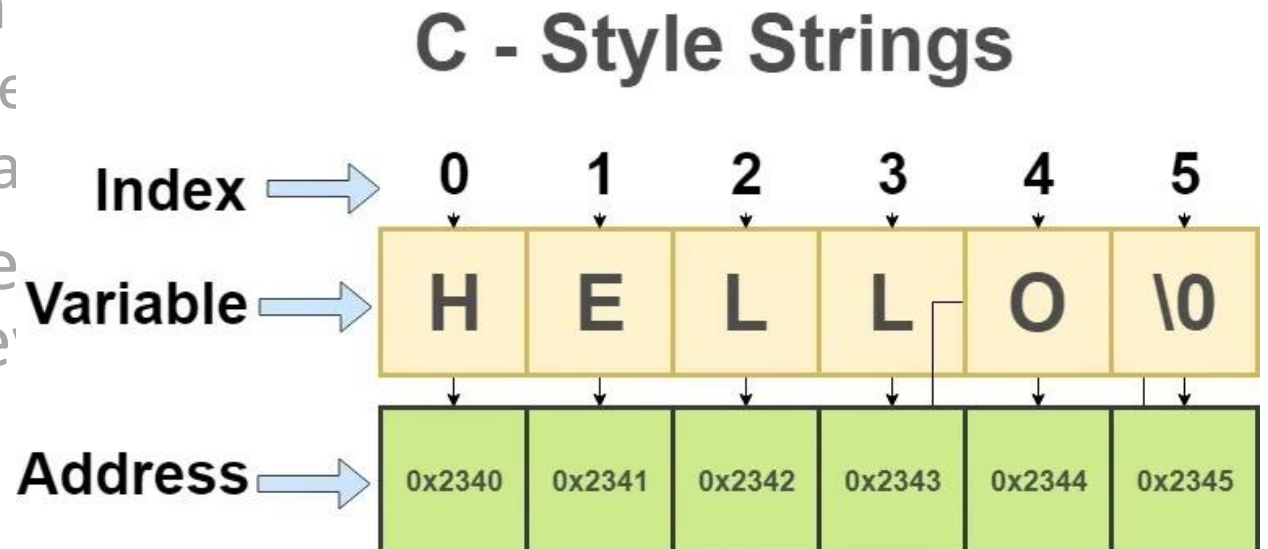 C - Style Strings
Index 0 1 2 3 4 5
Variable H E L L O \0
Address 0x2340 0x2341 0x2342 0x2343 0x2344 0x2345